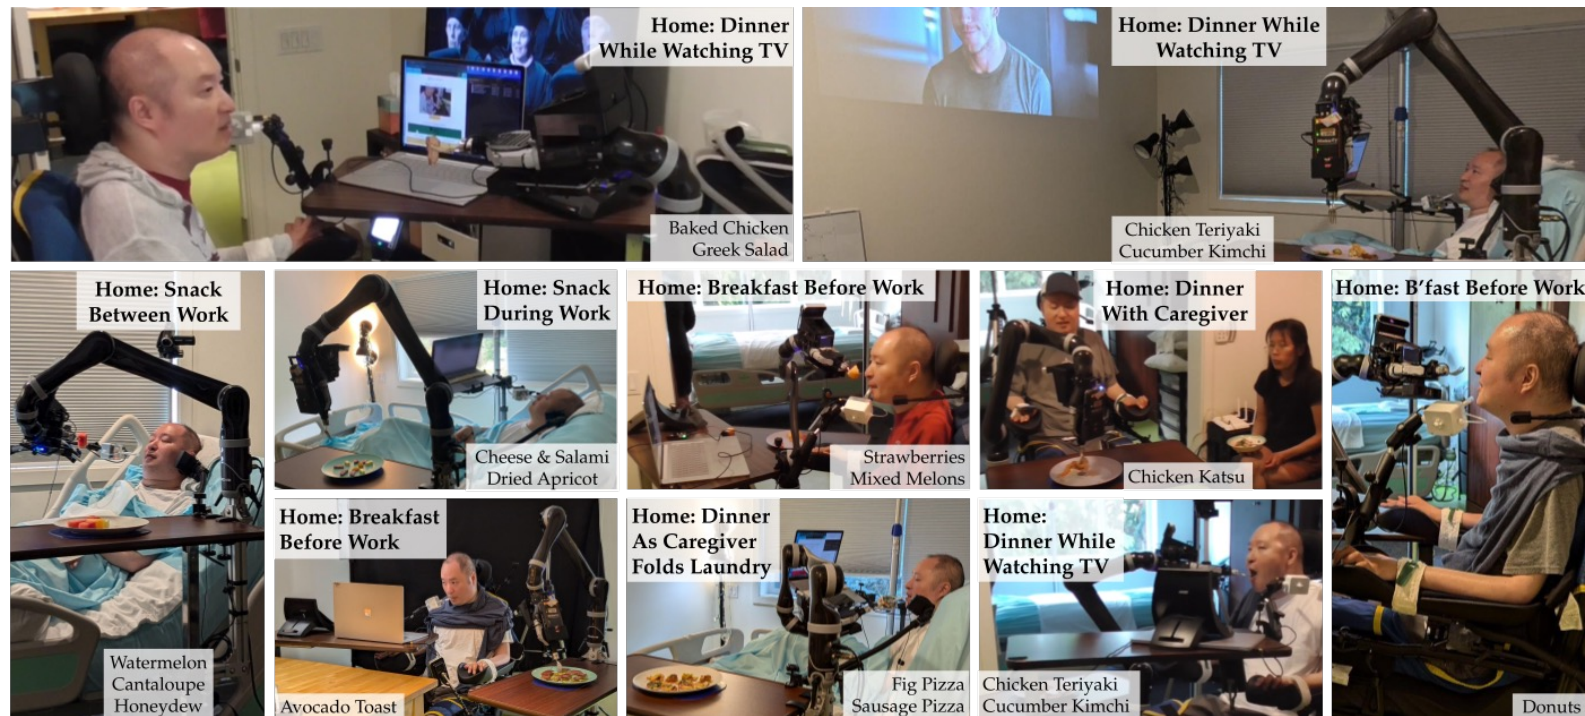 Home: Dinner
While Watching TV
Baked Chicken
Greek Salad
Home: Dinner While
Watching TV
Chicken Teriyaki
Cucumber Kimchi
Home: Snack
Between Work
Watermelon
Cantaloupe
Honeydew
Home: Snack
During Work
Cheese & Salami
Dried Apricot
Home: Breakfast Before Work
Strawberries
Mixed Melons
Home: Dinner
With Caregiver
Chicken Katsu
Home: B'fast Before Work
Donuts
Home: Breakfast
Before Work
Avocado Toast
Home: Dinner
As Caregiver
Folds Laundry
Fig Pizza
Sausage Pizza
Home:
Dinner While
Watching TV
Chicken Teriyaki
Cucumber Kimchi